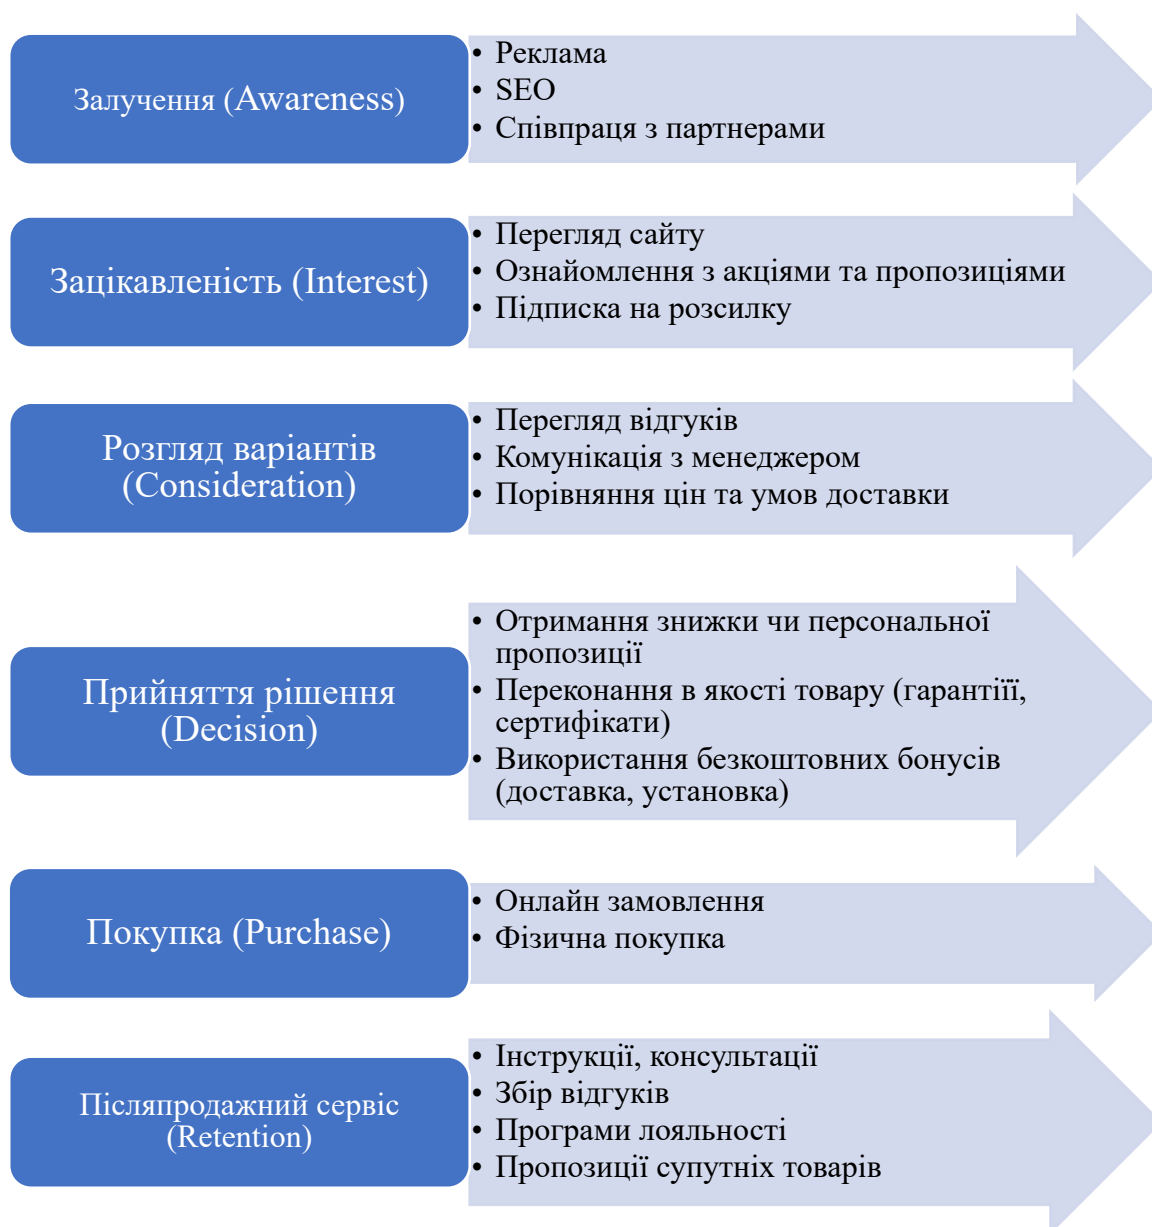 Залучення (Awareness)
• Реклама
• SEO
• Співпраця з партнерами
Зацікавленість (Interest)
• Перегляд сайту
• Ознайомлення з акціями та пропозиціями
• Підписка на розсилку
Розгляд варіантів
(Consideration)
• Перегляд відгуків
• Комунікація з менеджером
• Порівняння цін та умов доставки
Прийняття рішення
(Decision)
• Отримання знижки чи персональної
пропозиції
• Переконання в якості товару (гарантіїї,
сертифікати)
• Використання безкоштовних бонусів
(доставка, установка)
Покупка (Purchase)
• Онлайн замовлення
• Фізична покупка
Післяпродажний сервіс
(Retention)
• Інструкції, консультації
• Збір відгуків
• Програми лояльності
• Пропозиції супутніх товарів